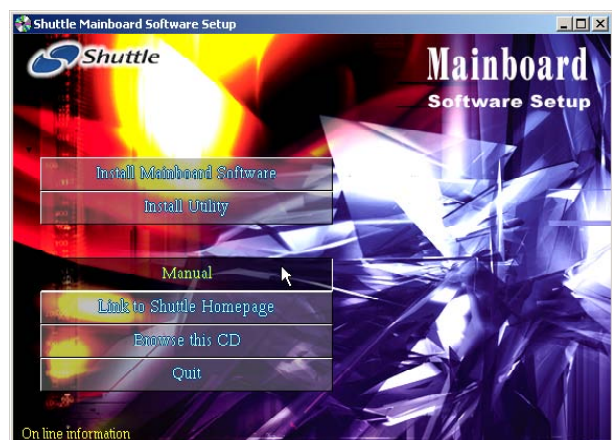 Shuttle Mainboard Software Setup
Shuttle
Mainboard
Software Setup
Install Mainboard Software
Install Utility
Manual
Link to Shuttle Homepage
Browse this CD
Quit
On line information